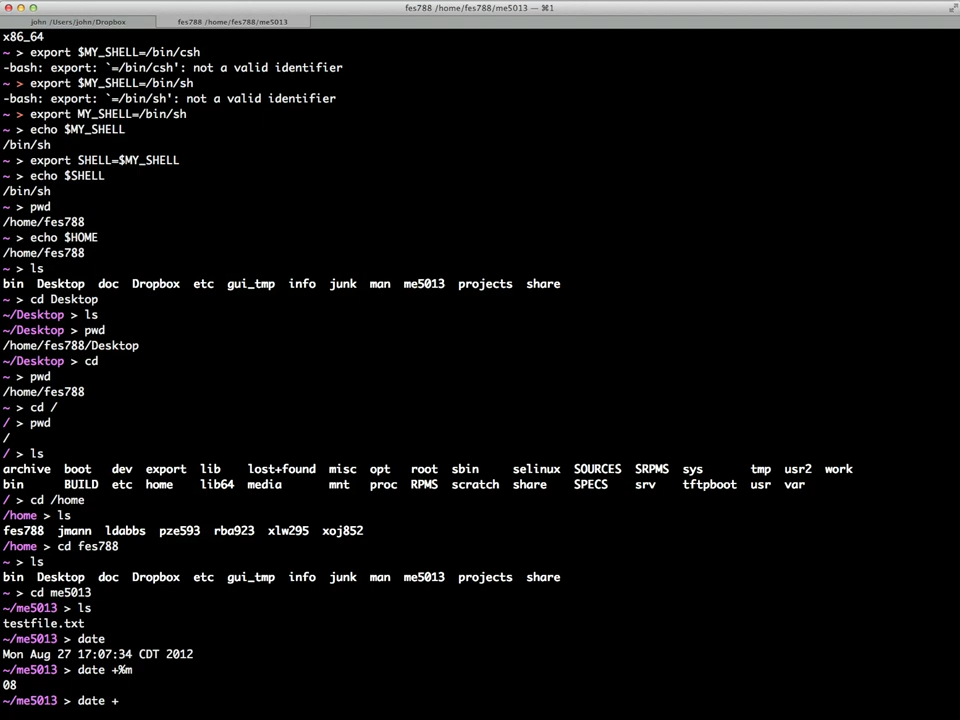 fes788 /home/fes788/me5013 — ⌘1
john /Users/john/Dropbox fes788 /home/fes788/me5013
x86_64
~ > export $MY_SHELL=/bin/csh
-bash: export: `=/bin/csh': not a valid identifier
~ > export $MY_SHELL=/bin/sh
-bash: export: `=/bin/sh': not a valid identifier
~ > export MY_SHELL=/bin/sh
~ > echo $MY_SHELL
/bin/sh
~ > export SHELL=$MY_SHELL
~ > echo $SHELL
/bin/sh
~ > pwd
/home/fes788
~ > echo $HOME
/home/fes788
~ > ls
bin Desktop doc Dropbox etc gui_tmp info junk man me5013 projects share
~ > cd Desktop
~/Desktop > ls
~/Desktop > pwd
/home/fes788/Desktop
~/Desktop > cd
~ > pwd
/home/fes788
~ > cd /
/ > pwd
/
/ > ls
archive boot dev export lib lost+found misc opt root sbin selinux SOURCES SRPMS sys tmp usr2 work
bin BUILD etc home lib64 media mnt proc RPMS scratch share SPECS srv tftpboot usr var
/ > cd /home
/home > ls
fes788 jmann ldabbs pze593 rba923 xlw295 xoj852
/home > cd fes788
~ > ls
bin Desktop doc Dropbox etc gui_tmp info junk man me5013 projects share
~ > cd me5013
~/me5013 > ls
testfile.txt
~/me5013 > date
Mon Aug 27 17:07:34 CDT 2012
~/me5013 > date +%m
08
~/me5013 > date +